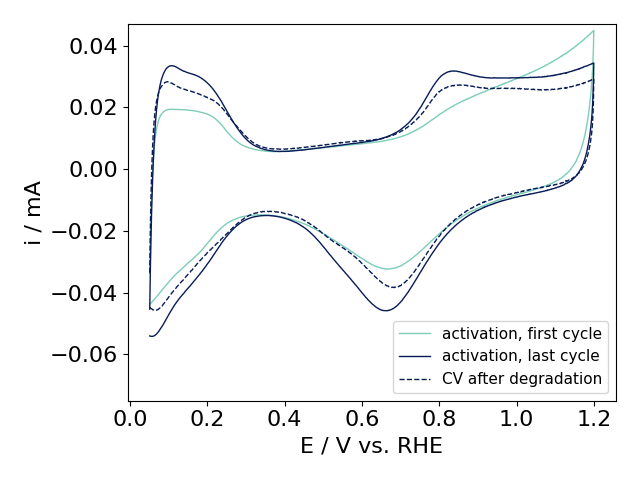 0.04
0.02
0.00
−0.02
−0.04
−0.06
i / mA
activation, first cycle
activation, last cycle
CV after degradation
0.0 0.2 0.4 0.6 0.8 1.0 1.2
E / V vs. RHE